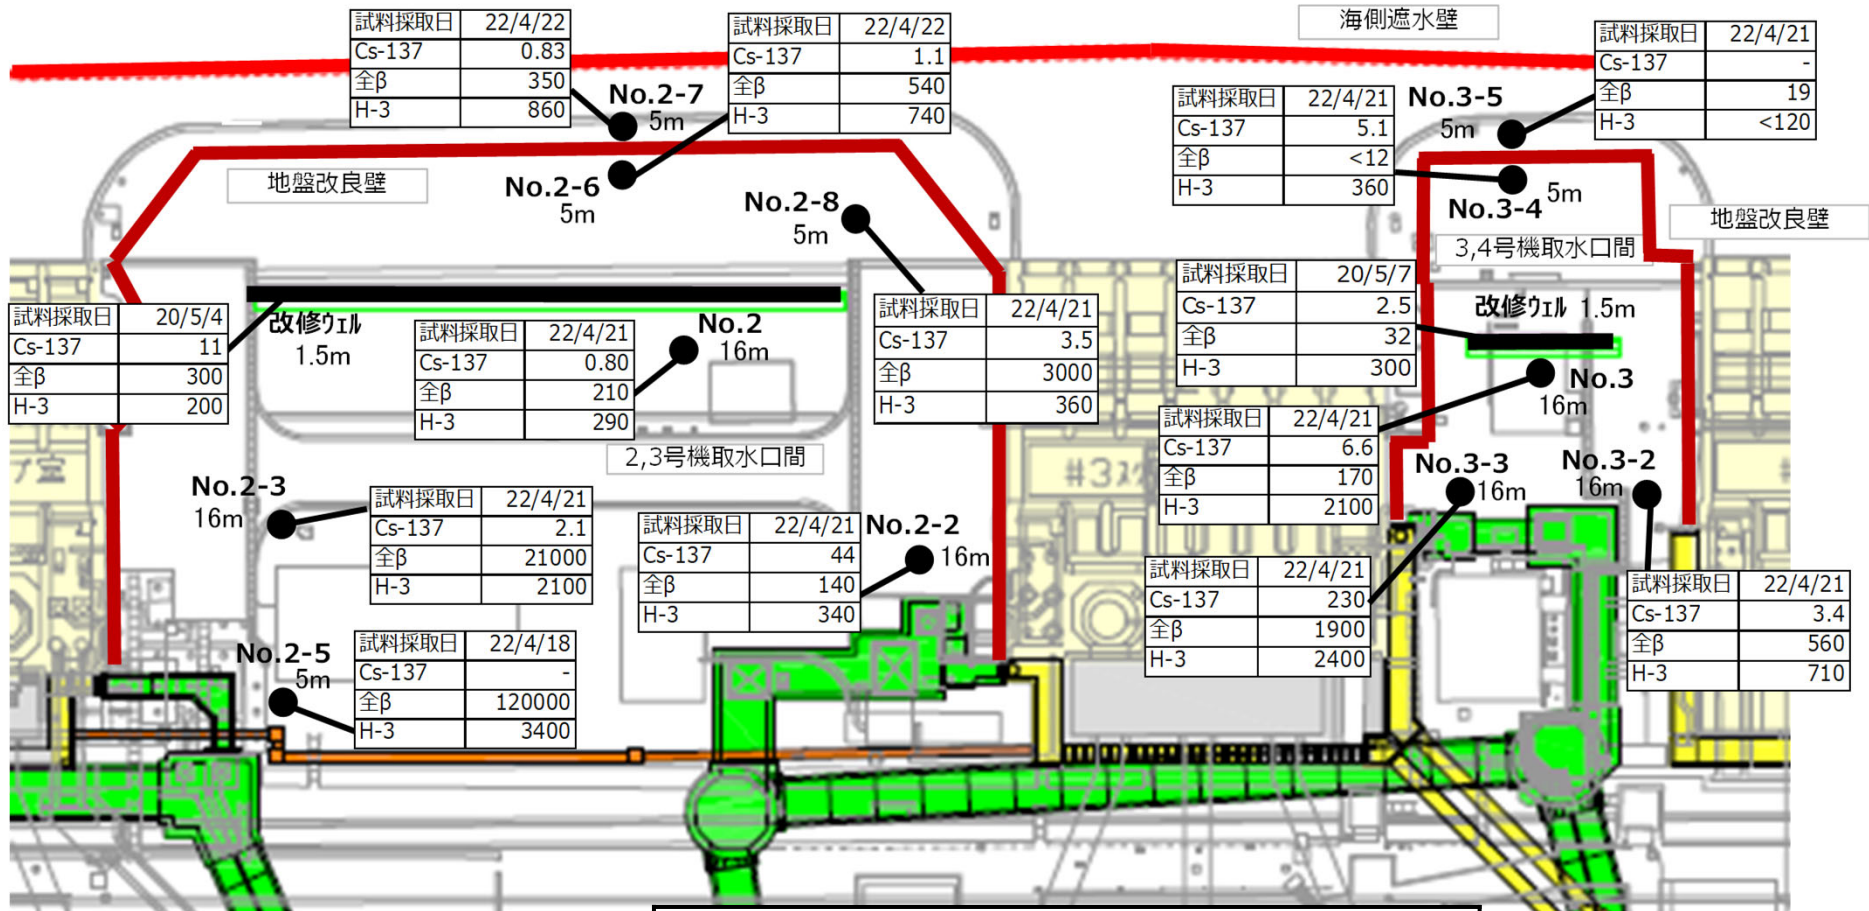 海側遮水壁
試料採取日 22/4/22
Cs-137 0.83
全β 350
H-3 860
No.2-7
5m
試料採取日 22/4/22
Cs-137 1.1
全β 540
H-3 740
試料採取日 22/4/21
Cs-137 5.1
全β <12
H-3 360
No.3-5
5m
試料採取日 22/4/21
Cs-137 -
全β 19
H-3 <120
地盤改良壁
No.2-6
5m
No.2-8
5m
No.3-4
5m
地盤改良壁
3,4号機取水口間
試料採取日 20/5/4
Cs-137 11
全β 300
H-3 200
改修ウェル
1.5m
試料採取日 22/4/21
Cs-137 0.80
全β 210
H-3 290
No.2
16m
試料採取日 22/4/21
Cs-137 3.5
全β 3000
H-3 360
試料採取日 20/5/7
Cs-137 2.5
全β 32
H-3 300
改修ウェル 1.5m
No.3
16m
2,3号機取水口間
試料採取日 22/4/21
Cs-137 6.6
全β 170
H-3 2100
No.3-3
16m
No.3-2
16m
No.2-3
16m
試料採取日 22/4/21
Cs-137 2.1
全β 21000
H-3 2100
試料採取日 22/4/21
Cs-137 44
全β 140
H-3 340
No.2-2
16m
試料採取日 22/4/21
Cs-137 230
全β 1900
H-3 2400
試料採取日 22/4/21
Cs-137 3.4
全β 560
H-3 710
No.2-5
5m
試料採取日 22/4/18
Cs-137 -
全β 120000
H-3 3400